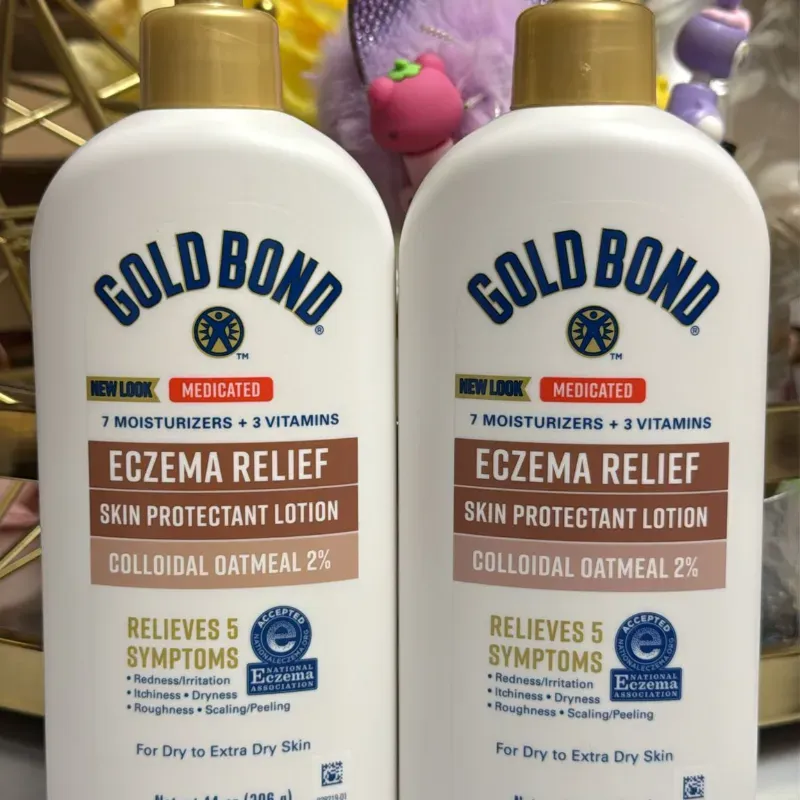 GOLD BOND®
TM
NEW LOOK MEDICATED
7 MOISTURIZERS + 3 VITAMINS
ECZEMA RELIEF
SKIN PROTECTANT LOTION
COLLOIDAL OATMEAL 2%
RELIEVES 5
SYMPTOMS
• Redness/Irritation
• Itchiness • Dryness
• Roughness • Scaling/Peeling
ACCEPTED
e
NATIONALECZEMA.ORG
NATIONAL
Eczema
ASSOCIATION
For Dry to Extra Dry Skin
GOLD BOND®
TM
NEW LOOK MEDICATED
7 MOISTURIZERS + 3 VITAMINS
ECZEMA RELIEF
SKIN PROTECTANT LOTION
COLLOIDAL OATMEAL 2%
RELIEVES 5
SYMPTOMS
• Redness/Irritation
• Itchiness • Dryness
• Roughness • Scaling/Peeling
ACCEPTED
e
NATIONALECZEMA.ORG
NATIONAL
Eczema
ASSOCIATION
For Dry to Extra Dry Skin